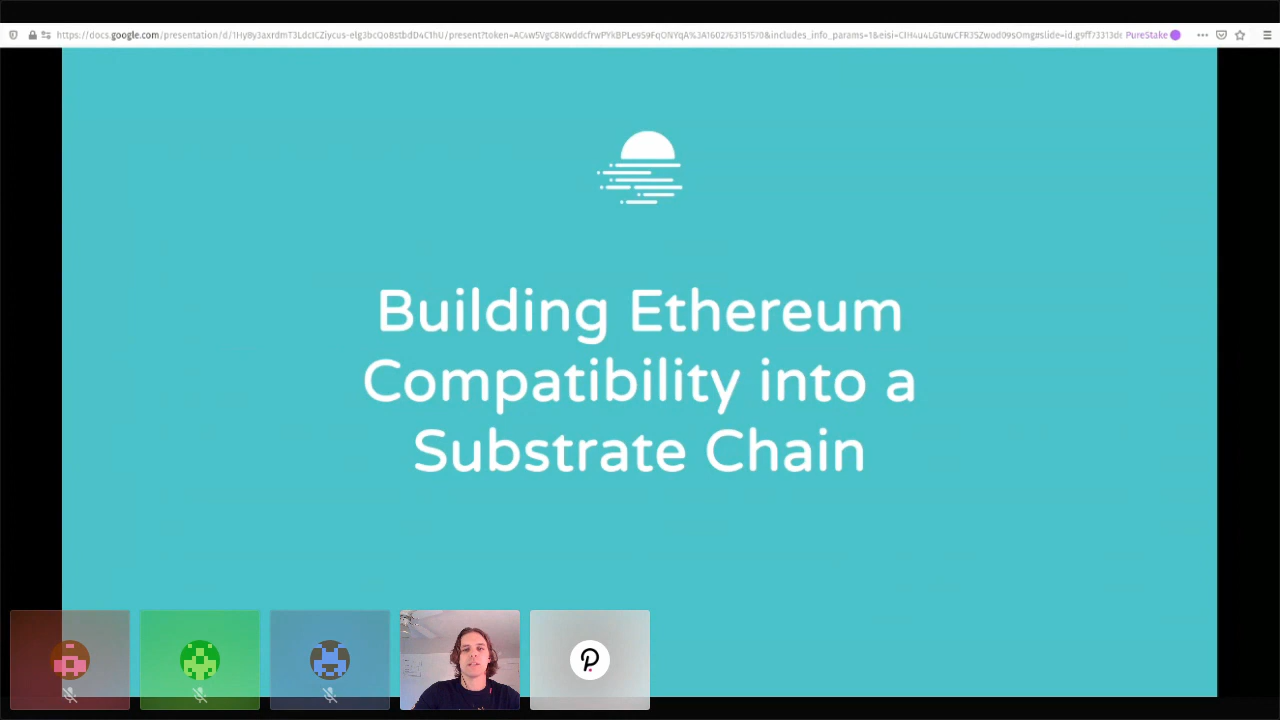 PureStake
Building Ethereum
Compatibility into a
Substrate Chain